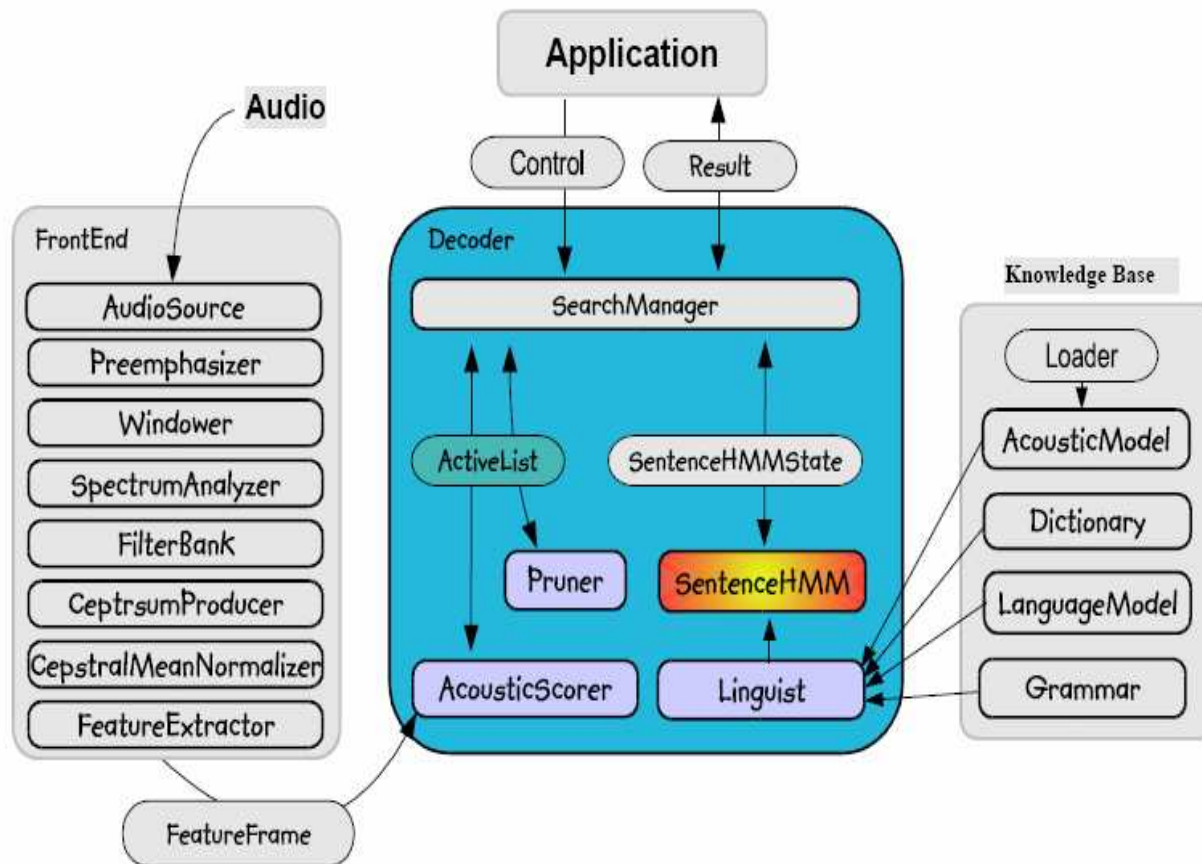 Application
Audio
Control
Result
FrontEnd
AudioSource
Preemphasizer
Windower
SpectrumAnalyzer
FilterBank
CeptrsumProducer
CepstralMeanNormalizer
FeatureExtractor
FeatureFrame
Decoder
SearchManager
ActiveList
SentenceHMMState
Pruner
SentenceHMM
AcousticScorer
Linguist
Knowledge Base
Loader
AcousticModel
Dictionary
LanguageModel
Grammar